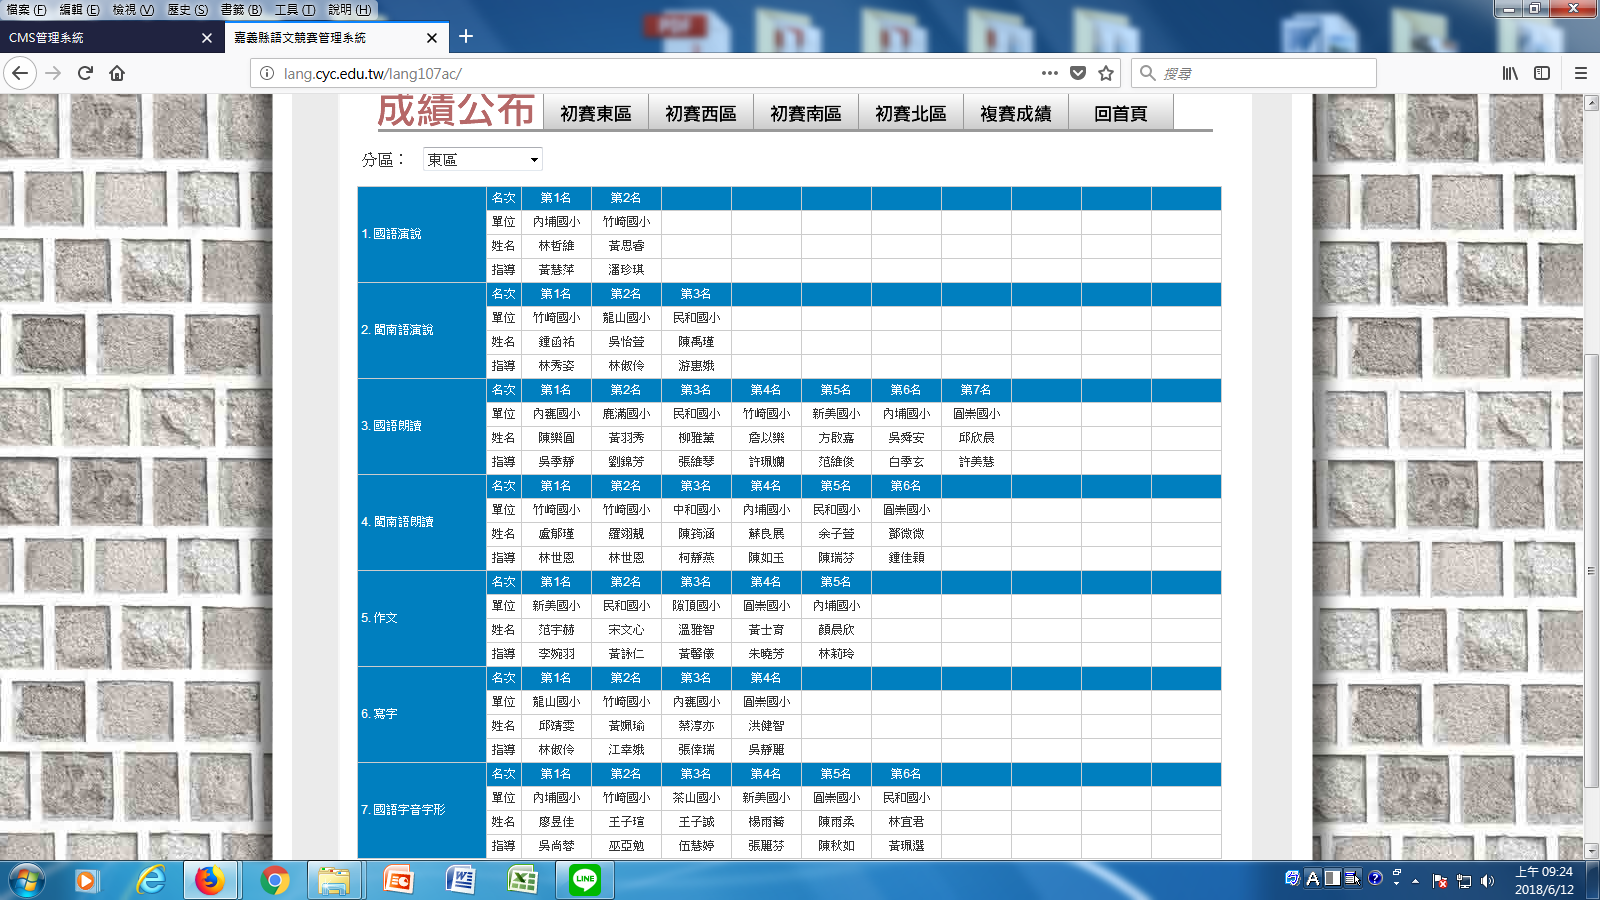 檔案 (F) 編輯 (E) 檢視 (V) 歷史 (S) 書籤 (B) 工具 (T) 說明 (H)
CMS管理系統 嘉義縣語文競賽管理系統
lang.cyc.edu.tw/lang107ac/ 搜尋
成績公布 初賽東區 初賽西區 初賽南區 初賽北區 複賽成績 回首頁
分區： 東區
1. 國語演說
名次 第1名 第2名
單位 內埔國小 竹崎國小
姓名 林哲維 黃思睿
指導 黃慧萍 潘珍琪
2. 閩南語演說
名次 第1名 第2名 第3名
單位 竹崎國小 龍山國小 民和國小
姓名 鍾函祐 吳怡萱 陳禹瑾
指導 林秀姿 林俶伶 游惠娥
3. 國語朗讀
名次 第1名 第2名 第3名 第4名 第5名 第6名 第7名
單位 內甕國小 鹿滿國小 民和國小 竹崎國小 新美國小 內埔國小 圓崇國小
姓名 陳樂圓 黃羽秀 柳雅薰 詹以樂 方敔嘉 吳舜安 邱欣晨
指導 吳季靜 劉錦芳 張維琴 許珮嫻 范維俊 白季玄 許美慧
4. 閩南語朗讀
名次 第1名 第2名 第3名 第4名 第5名 第6名
單位 竹崎國小 竹崎國小 中和國小 內埔國小 民和國小 圓崇國小
姓名 盧郁瑾 羅翊靚 陳筠涵 蘇良展 余子萱 鄧微微
指導 林世恩 林世恩 柯靜燕 陳如玉 陳瑞芬 鍾佳穎
5. 作文
名次 第1名 第2名 第3名 第4名 第5名
單位 新美國小 民和國小 隙頂國小 圓崇國小 內埔國小
姓名 范宇赫 宋文心 溫雅智 黃士育 顏晨欣
指導 李婉羽 黃詠仁 黃馨儀 朱曉芳 林莉玲
6. 寫字
名次 第1名 第2名 第3名 第4名
單位 龍山國小 竹崎國小 內甕國小 圓崇國小
姓名 邱靖雯 黃姵瑜 蔡淳亦 洪健智
指導 林俶伶 江幸娥 張倖瑞 吳靜麗
7. 國語字音字形
名次 第1名 第2名 第3名 第4名 第5名 第6名
單位 內埔國小 竹崎國小 茶山國小 新美國小 圓崇國小 民和國小
姓名 廖昱佳 王子瑄 王子誠 楊雨蕎 陳雨柔 林宜君
指導 吳尚蓉 巫亞勉 伍慧婷 張麗芬 陳秋如 黃珮選
上午 09:24
2018/6/12